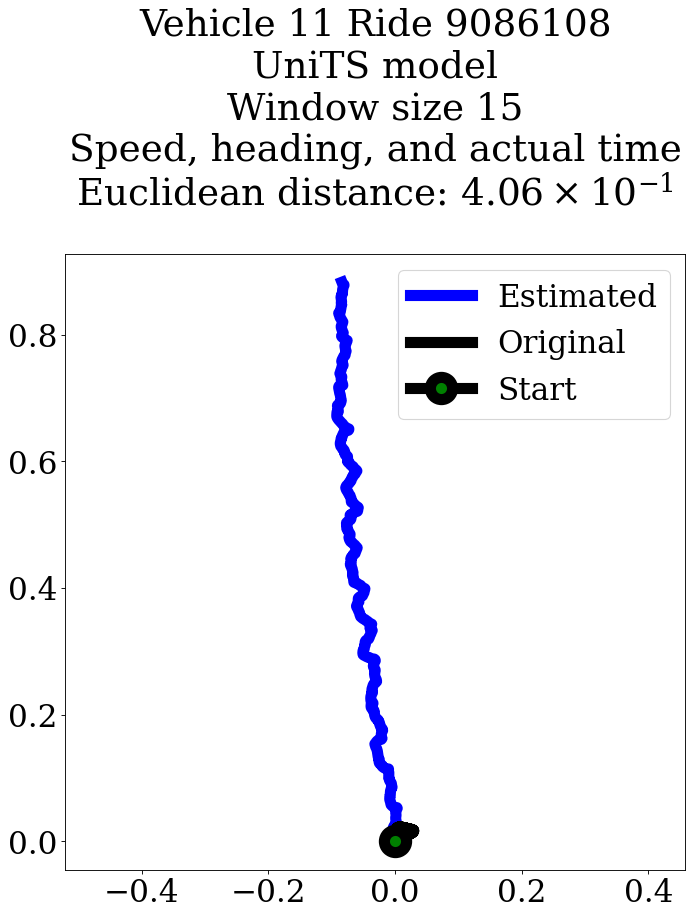 Vehicle 11 Ride 9086108
UniTS model
Window size 15
Speed, heading, and actual time
Euclidean distance: 4.06 × 10⁻¹
Estimated
Original
Start
0.8
0.6
0.4
0.2
0.0
−0.4 −0.2 0.0 0.2 0.4